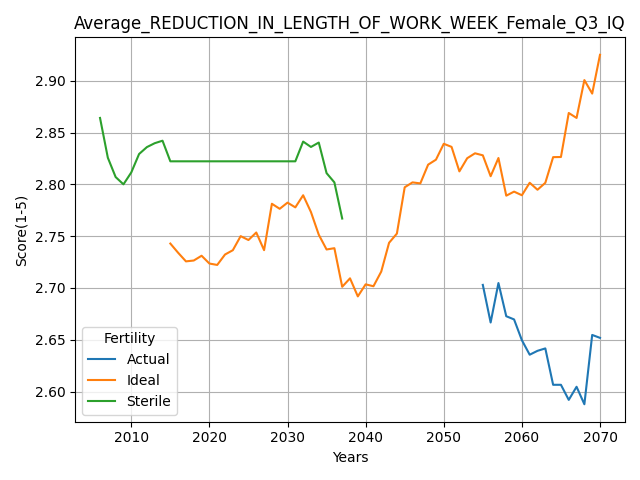 Average_REDUCTION_IN_LENGTH_OF_WORK_WEEK_Female_Q3_IQ
Score(1-5)
2.90
2.85
2.80
2.75
2.70
2.65
2.60
Fertility
Actual
Ideal
Sterile
2010 2020 2030 2040 2050 2060 2070
Years